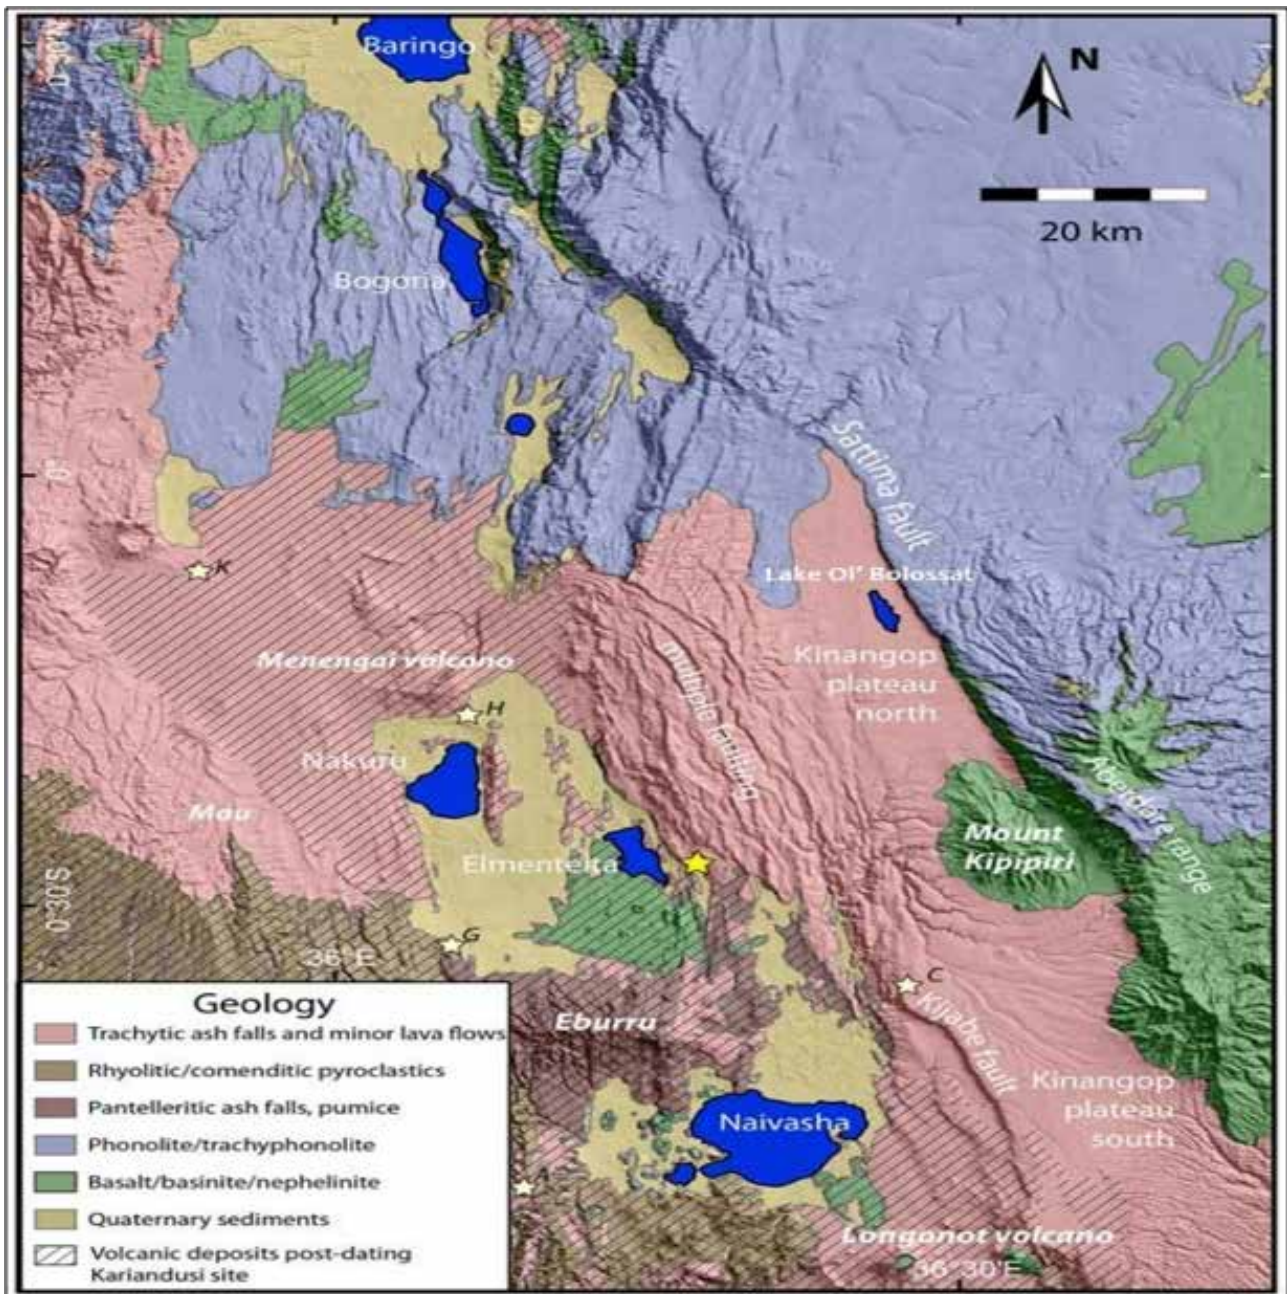 Baringo
0°30'N
N
20 km
Bogoria
Sattima fault
0°
K
Lake Ol' Bolossat
Menengai volcano
multiple faulting
Kinangop
plateau
north
H
Nakuru
Aberdare range
Mau
Mount
Kipipiri
Elmenteita
0°30'S
G
36°E
C
Kijabe fault
Eburru
Kinangop
plateau
south
Naivasha
Longonot volcano
36°30'E
Geology
Trachytic ash falls and minor lava flows
Rhyolitic/comenditic pyroclastics
Pantelleritic ash falls, pumice
Phonolite/trachyphonolite
Basalt/basinite/nephelinite
Quaternary sediments
Volcanic deposits post-dating
Kariandusi site